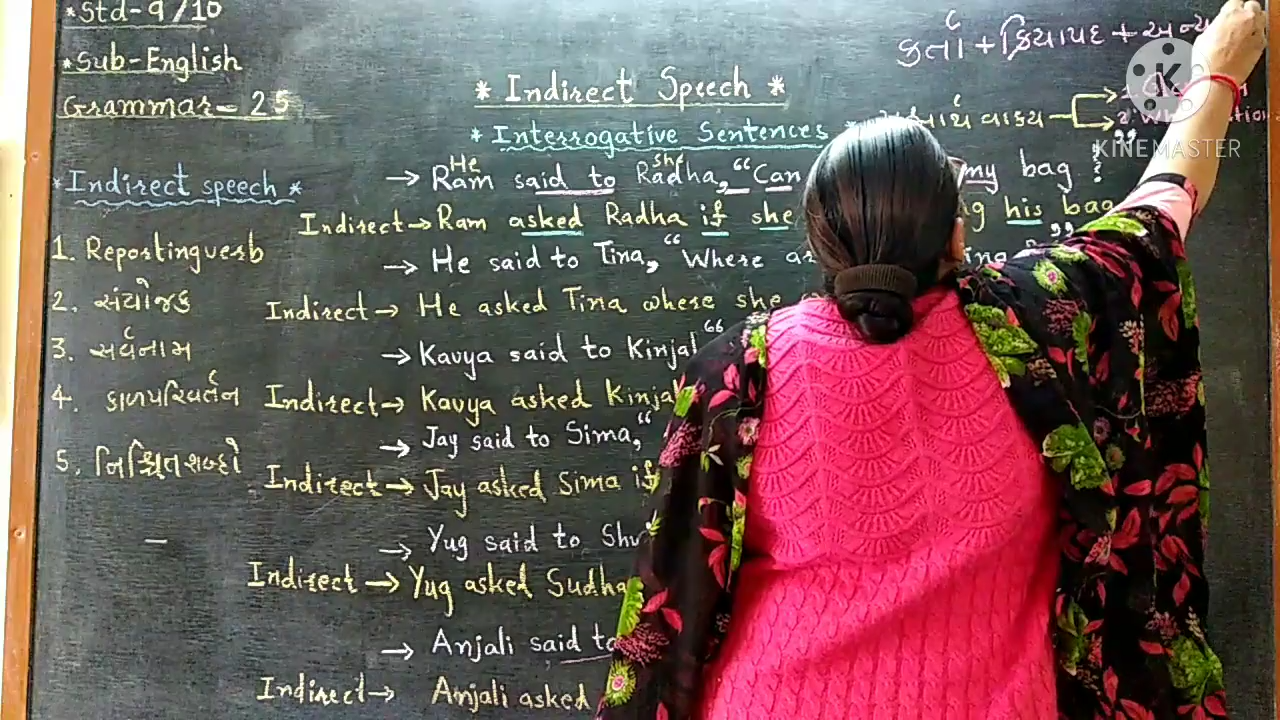 *Std-9/10
*Sub-English
Grammar-25
કર્તા + ક્રિયાપદ + અન્ય
* Indirect Speech *
* Interrogative Sentences *
વાક્ય
KINEMASTER
*Indirect speech*
1. Reporting verb
2. સંયોજક
3. સર્વનામ
4. કાળપરિવર્તન
5. નિશ્ચિતશબ્દો
He she
→ Ram said to Radha, "Can my bag ?"
Indirect → Ram asked Radha if she his bag
→ He said to Tina, "Where
Indirect → He asked Tina where she
→ Kavya said to Kinjal "
Indirect → Kavya asked Kinjal
→ Jay said to Sima, "
Indirect → Jay asked Sima if
→ Yug said to
Indirect → Yug asked Sudha
→ Anjali said to
Indirect → Anjali asked